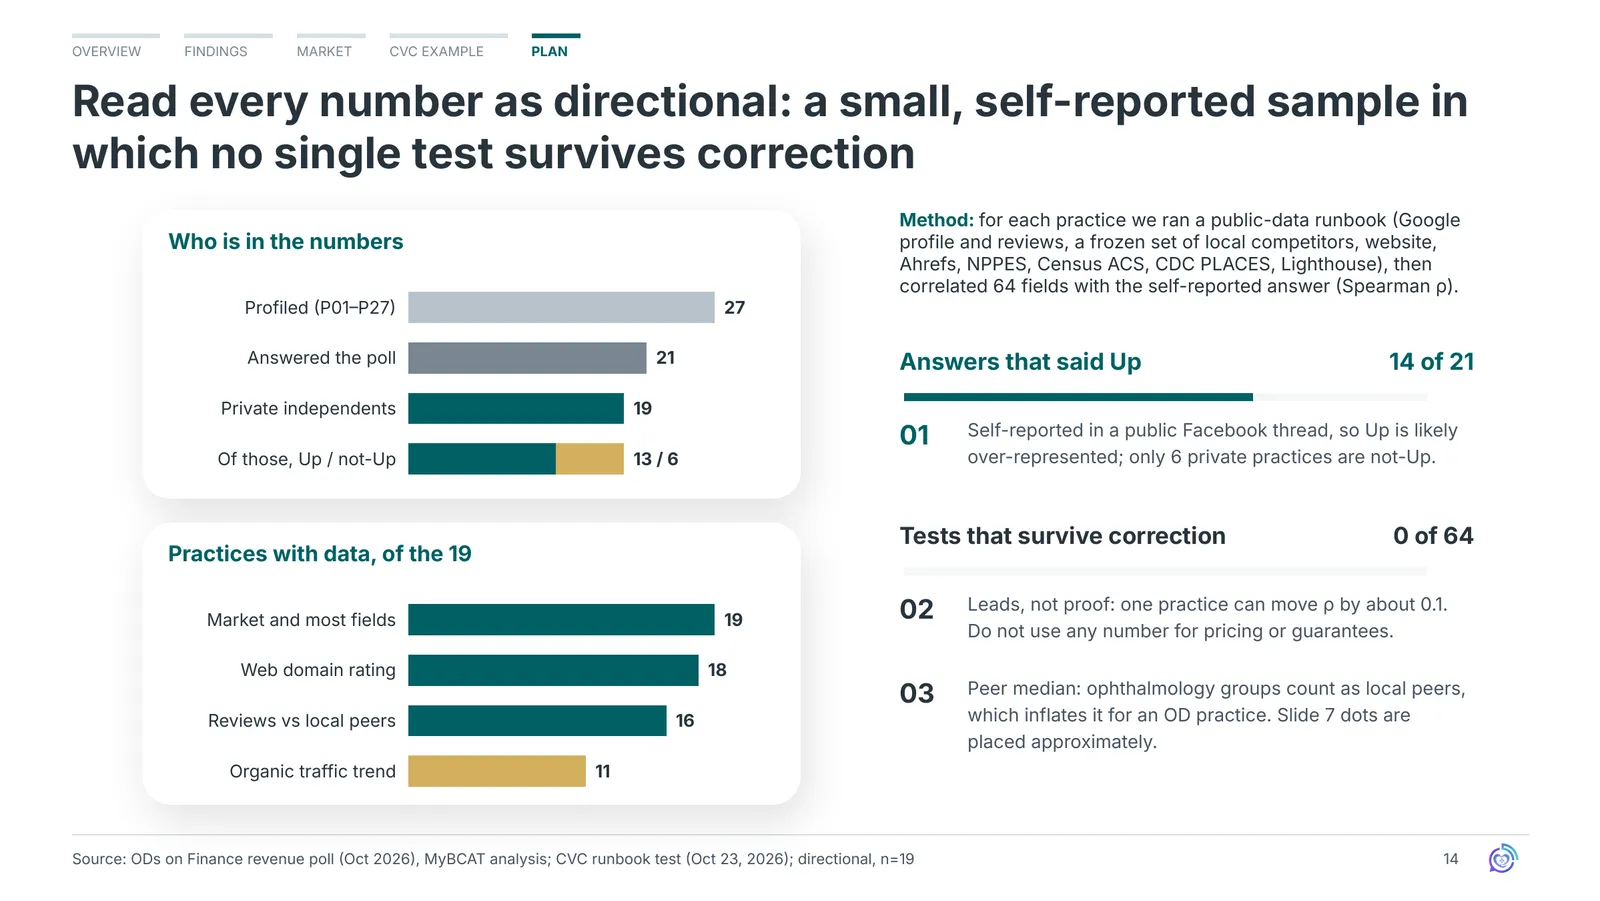 OVERVIEW
FINDINGS
MARKET
CVC EXAMPLE
PLAN
Read every number as directional: a small, self-reported sample in
which no single test survives correction
Who is in the numbers
Profiled (P01–P27) 27
Answered the poll 21
Private independents 19
Of those, Up / not-Up 13 / 6
Practices with data, of the 19
Market and most fields 19
Web domain rating 18
Reviews vs local peers 16
Organic traffic trend 11
Method: for each practice we ran a public-data runbook (Google
profile and reviews, a frozen set of local competitors, website,
Ahrefs, NPPES, Census ACS, CDC PLACES, Lighthouse), then
correlated 64 fields with the self-reported answer (Spearman ρ).
Answers that said Up 14 of 21
01 Self-reported in a public Facebook thread, so Up is likely
over-represented; only 6 private practices are not-Up.
Tests that survive correction 0 of 64
02 Leads, not proof: one practice can move ρ by about 0.1.
Do not use any number for pricing or guarantees.
03 Peer median: ophthalmology groups count as local peers,
which inflates it for an OD practice. Slide 7 dots are
placed approximately.
Source: ODs on Finance revenue poll (Oct 2026), MyBCAT analysis; CVC runbook test (Oct 23, 2026); directional, n=19
14